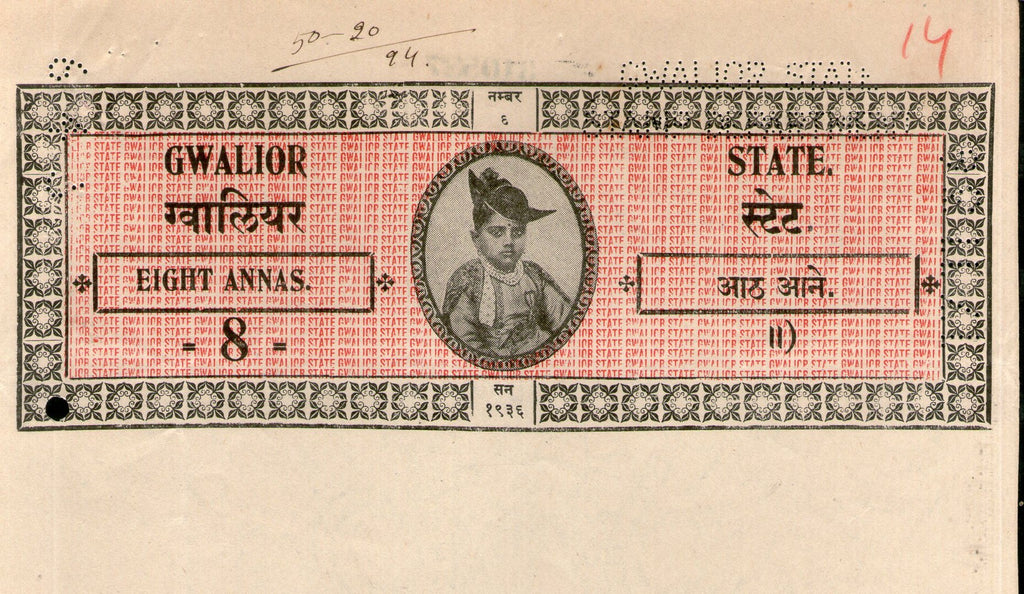 50-20
94.
14
GWALIOR STATE
नम्बर
६
GWALIOR
STATE.
ग्वालियर
स्टेट.
EIGHT ANNAS.
आठ आने.
- 8 -
॥)
सन
१९३६